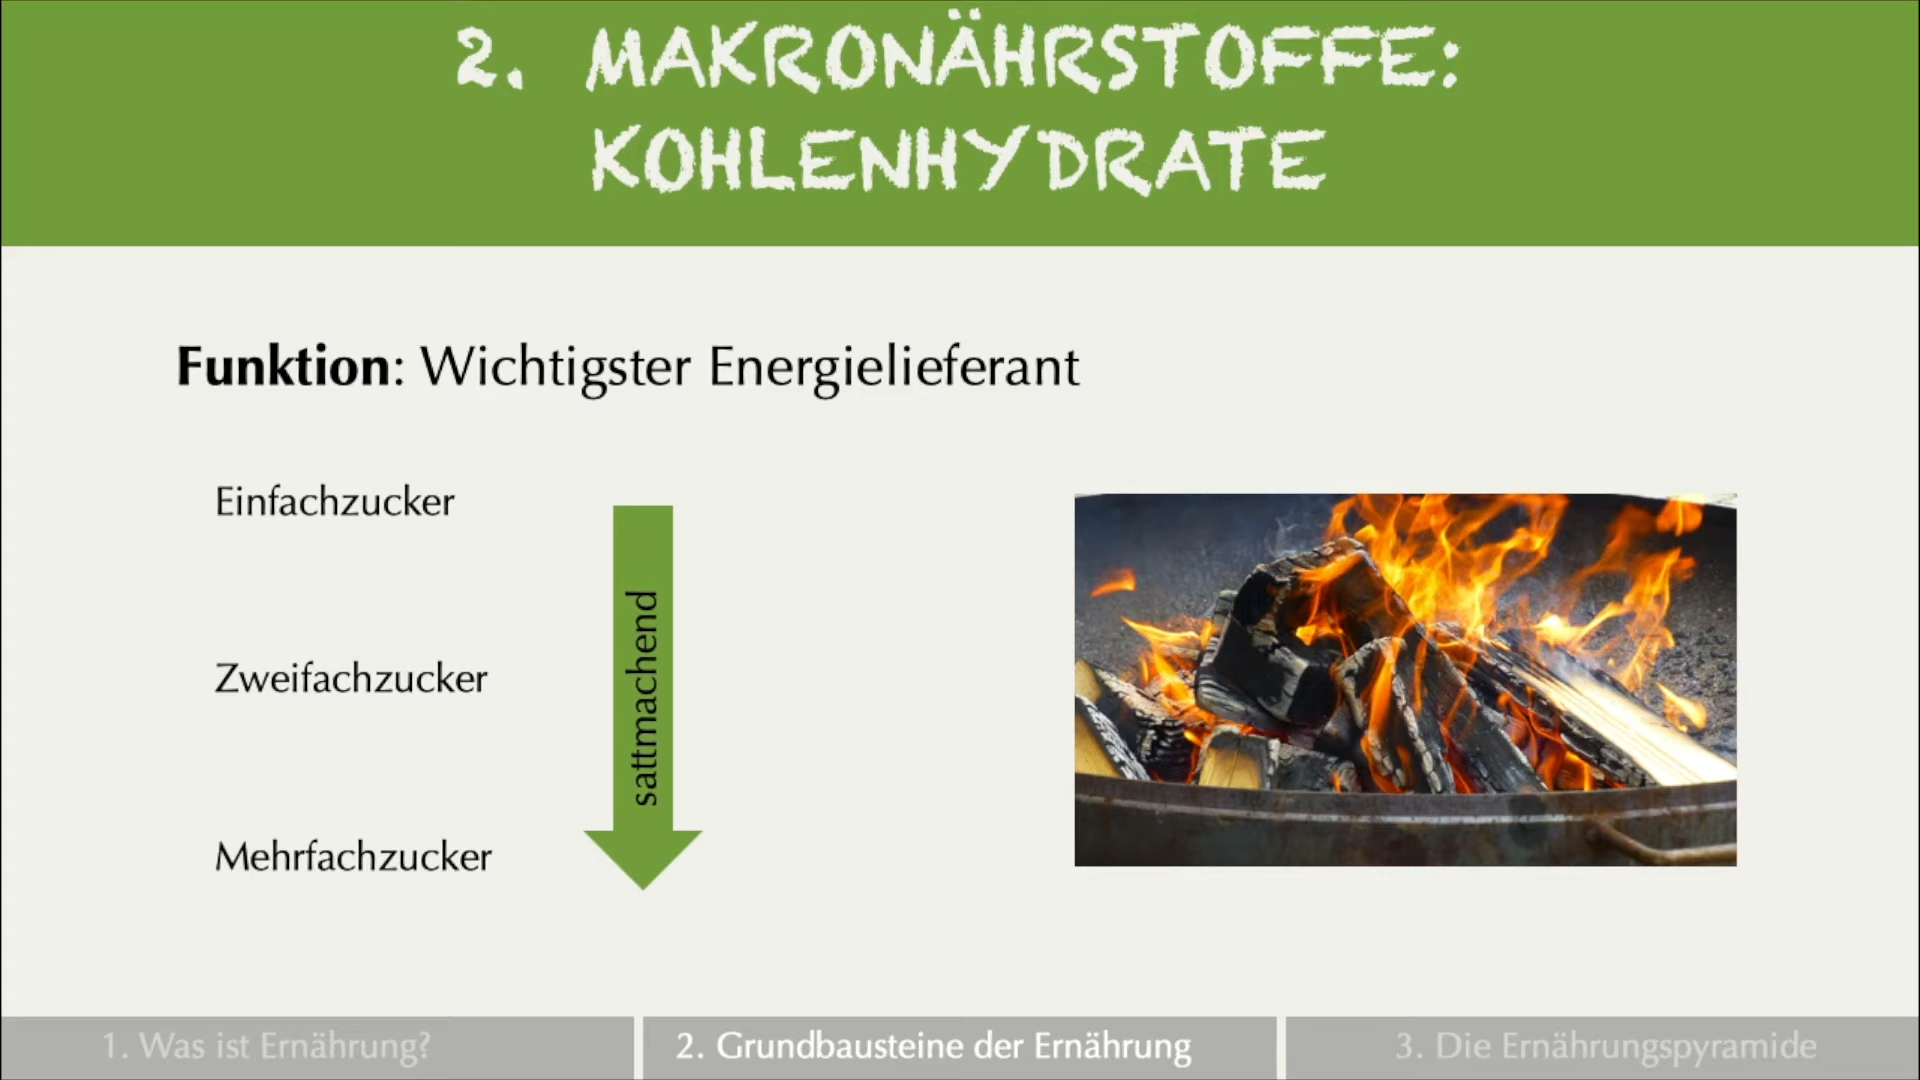 2. MAKRONÄHRSTOFFE:
KOHLENHYDRATE
Funktion: Wichtigster Energielieferant
Einfachzucker
Zweifachzucker
Mehrfachzucker
sattmachend
1. Was ist Ernährung?
2. Grundbausteine der Ernährung
3. Die Ernährungspyramide